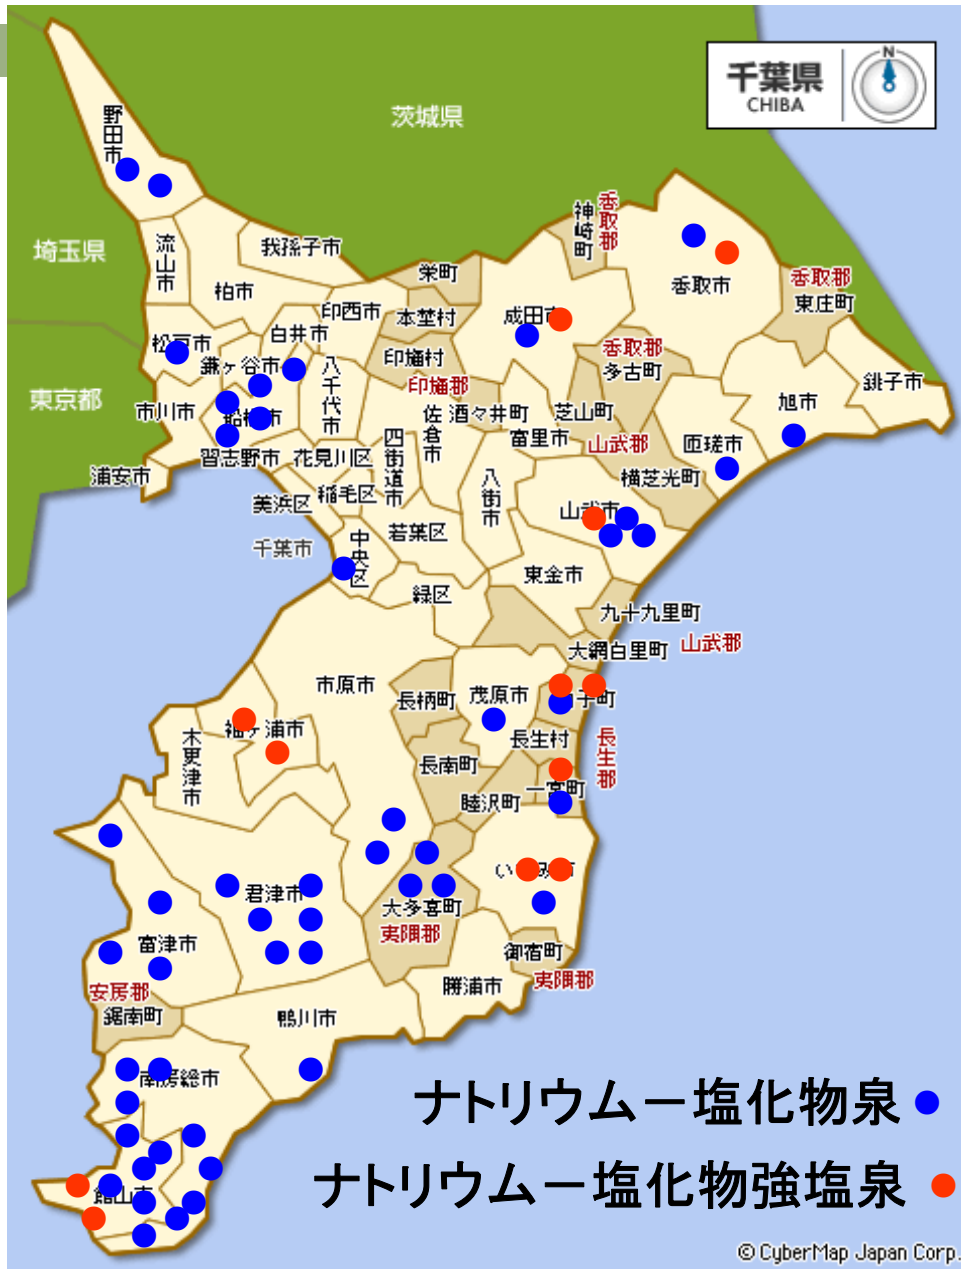 千葉県
CHIBA
N
茨城県
野田市
埼玉県
東京都
流山市
我孫子市
柏市
栄町
神崎町
香取郡
香取市
香取郡
東庄町
印西市
本埜村
成田市
白井市
松戸市
鎌ヶ谷市
印旛村
印旛郡
香取郡
多古町
銚子市
旭市
八千代市
市川市
船橋市
佐倉市
酒々井町
芝山町
富里市
山武郡
匝瑳市
習志野市
花見川区
四街道市
浦安市
稲毛区
美浜区
八街市
横芝光町
山武市
千葉市
中央区
若葉区
東金市
緑区
九十九里町
大網白里町
山武郡
市原市
長柄町
茂原市
子町
袖ヶ浦市
木更津市
長生村
長生郡
長南町
一宮町
睦沢町
君津市
大多喜町
夷隅郡
富津市
御宿町
夷隅郡
勝浦市
安房郡
鋸南町
鴨川市
南房総市
館山市
ナトリウムー塩化物泉
ナトリウムー塩化物強塩泉
© CyberMap Japan Corp.